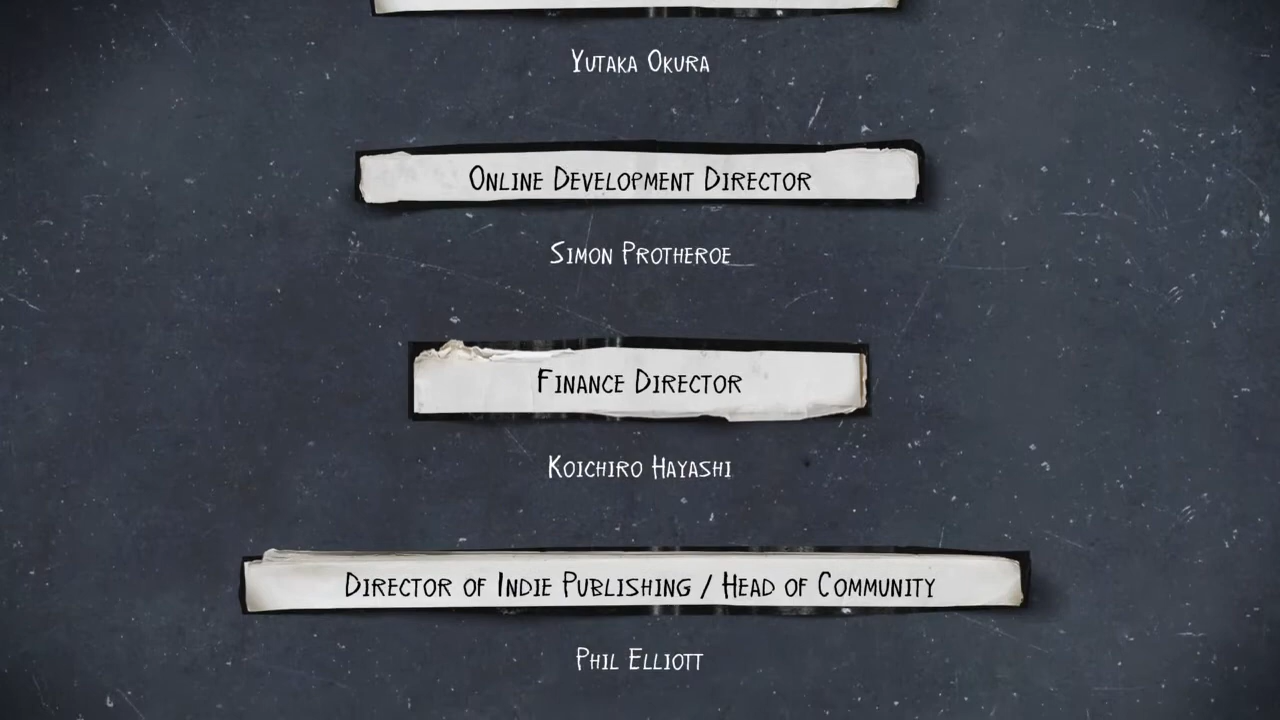 Yutaka Okura
Online Development Director
Simon Protheroe
Finance Director
Koichiro Hayashi
Director of Indie Publishing / Head of Community
Phil Elliott